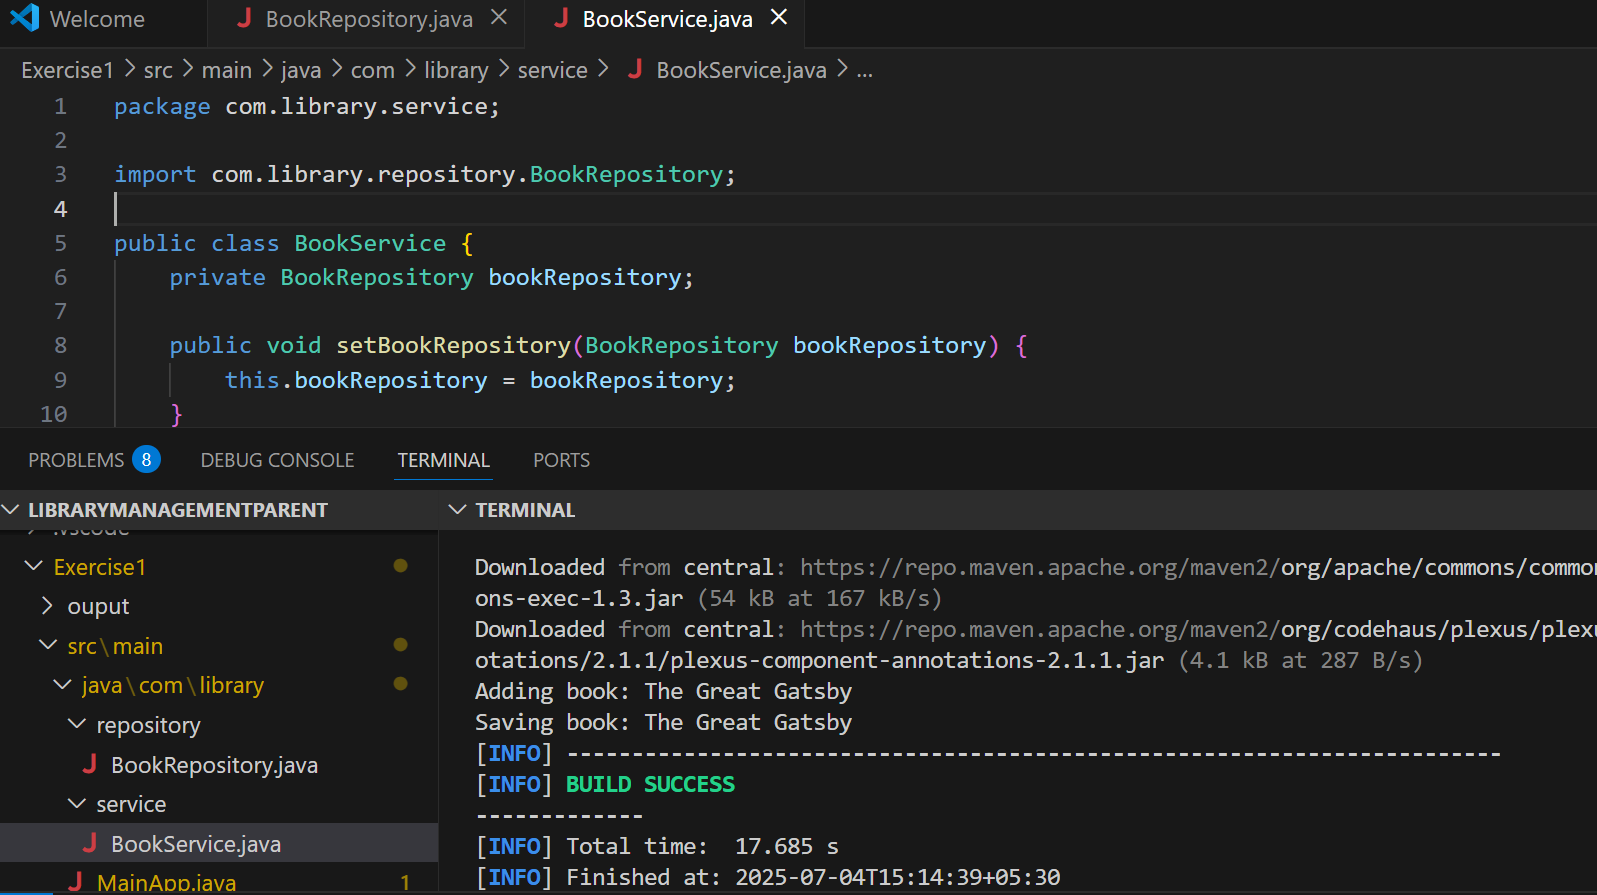 Welcome BookRepository.java BookService.java
Exercise1 > src > main > java > com > library > service > BookService.java > ...
1 package com.library.service;
2
3 import com.library.repository.BookRepository;
4
5 public class BookService {
6 private BookRepository bookRepository;
7
8 public void setBookRepository(BookRepository bookRepository) {
9 this.bookRepository = bookRepository;
10 }
PROBLEMS 8 DEBUG CONSOLE TERMINAL PORTS
LIBRARYMANAGEMENTPARENT
.vscode
Exercise1
ouput
src\main
java\com\library
repository
BookRepository.java
service
BookService.java
MainApp.java 1
TERMINAL
Downloaded from central: https://repo.maven.apache.org/maven2/org/apache/commons/common
ons-exec-1.3.jar (54 kB at 167 kB/s)
Downloaded from central: https://repo.maven.apache.org/maven2/org/codehaus/plexus/plexu
otations/2.1.1/plexus-component-annotations-2.1.1.jar (4.1 kB at 287 B/s)
Adding book: The Great Gatsby
Saving book: The Great Gatsby
[INFO] ------------------------------------------------------------------------
[INFO] BUILD SUCCESS
-------------
[INFO] Total time:  17.685 s
[INFO] Finished at: 2025-07-04T15:14:39+05:30